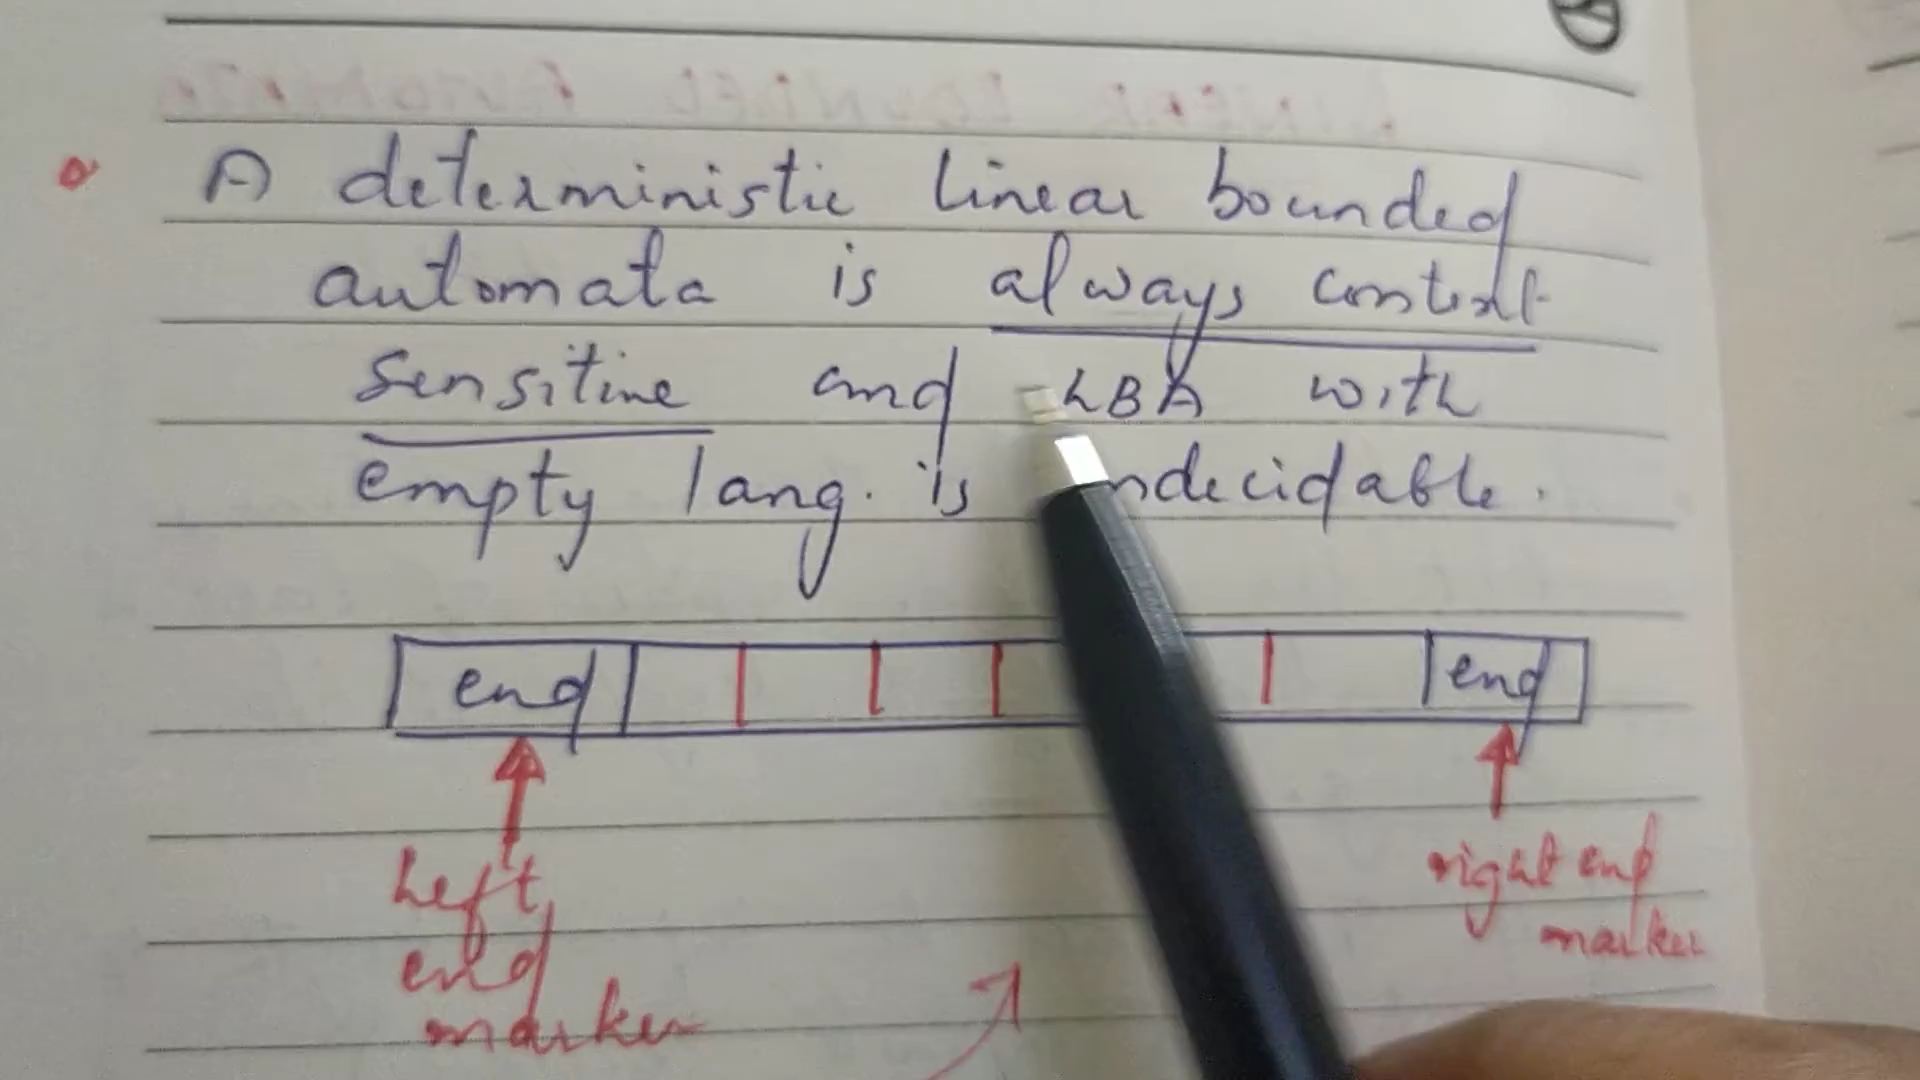 A deterministic linear bounded
automata is always context
sensitive and LBA with
empty lang. is undecidable.
end end
Left
end
marker
right end
marker